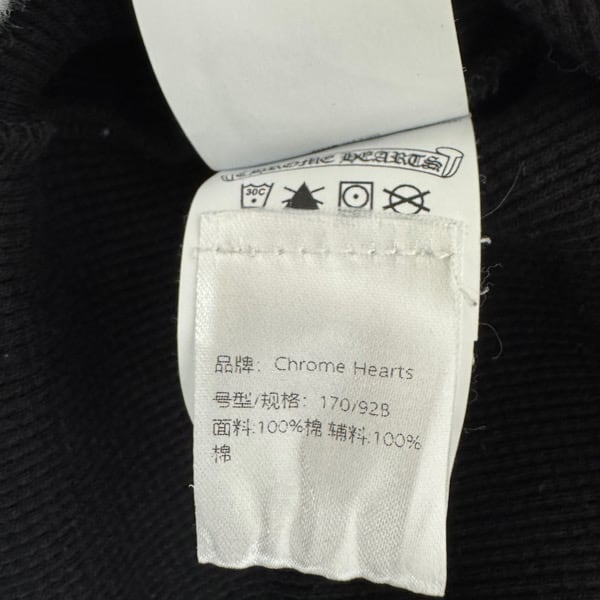 CHROME HEARTS
30C
品牌: Chrome Hearts
号型/规格: 170/92B
面料:100%棉 辅料:100%
棉